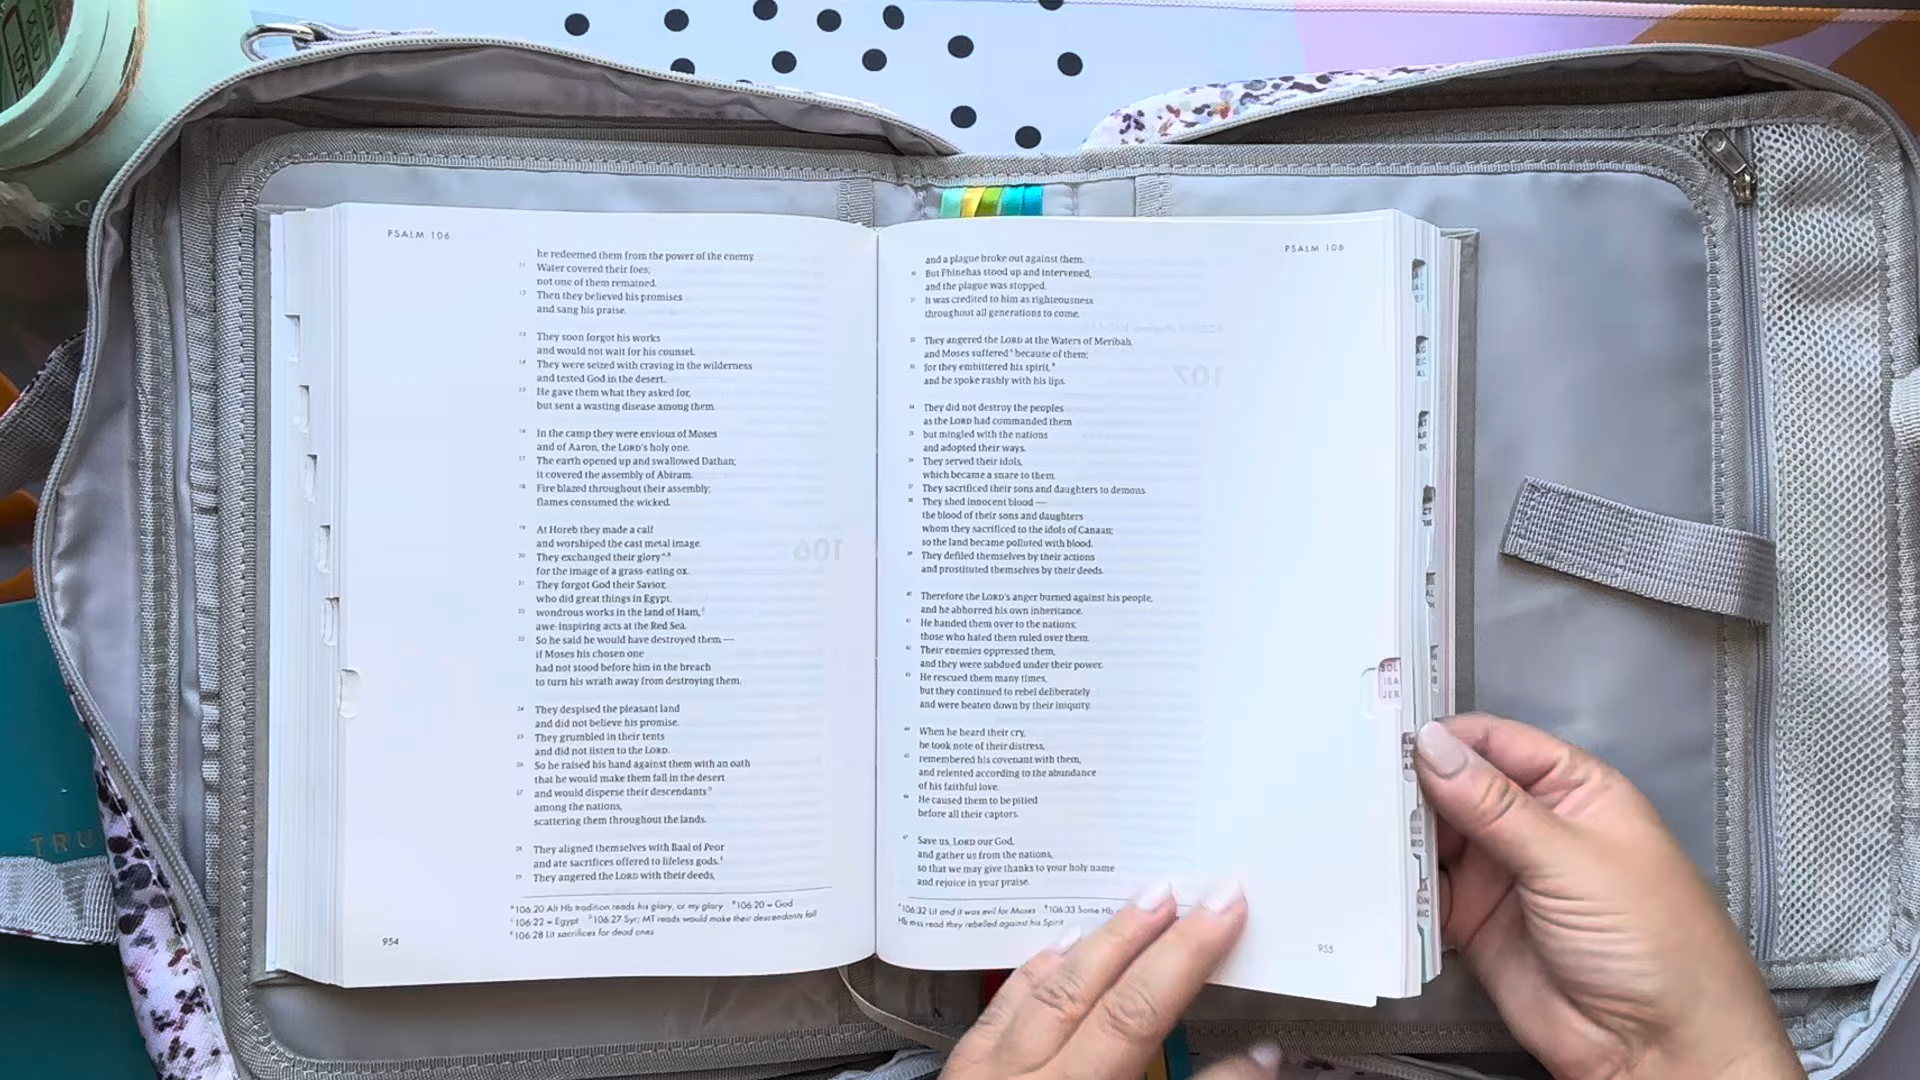 PSALM 106
he redeemed them from the power of the enemy.
11 Water covered their foes;
not one of them remained.
12 Then they believed his promises
and sang his praise.
13 They soon forgot his works
and would not wait for his counsel.
14 They were seized with craving in the wilderness
and tested God in the desert.
15 He gave them what they asked for,
but sent a wasting disease among them.
16 In the camp they were envious of Moses
and of Aaron, the LORD's holy one.
17 The earth opened up and swallowed Dathan;
it covered the assembly of Abiram.
18 Fire blazed throughout their assembly;
flames consumed the wicked.
19 At Horeb they made a calf
and worshiped the cast metal image.
20 They exchanged their glory A,B
for the image of a grass-eating ox.
21 They forgot God their Savior,
who did great things in Egypt,
22 wondrous works in the land of Ham, C
awe-inspiring acts at the Red Sea.
23 So he said he would have destroyed them —
if Moses his chosen one
had not stood before him in the breach
to turn his wrath away from destroying them.
24 They despised the pleasant land
and did not believe his promise.
25 They grumbled in their tents
and did not listen to the LORD.
26 So he raised his hand against them with an oath
that he would make them fall in the desert
27 and would disperse their descendants D
among the nations,
scattering them throughout the lands.
28 They aligned themselves with Baal of Peor
and ate sacrifices offered to lifeless gods. E
29 They angered the LORD with their deeds,
A 106:20 Alt Hb tradition reads his glory, or my glory B 106:20 = God
C 106:22 = Egypt D 106:27 Syr; MT reads would make their descendants fall
E 106:28 Lit sacrifices for dead ones
954
PSALM 106
and a plague broke out against them.
30 But Phinehas stood up and intervened,
and the plague was stopped.
31 It was credited to him as righteousness
throughout all generations to come.
32 They angered the LORD at the Waters of Meribah,
and Moses suffered A because of them;
33 for they embittered his spirit, B
and he spoke rashly with his lips.
34 They did not destroy the peoples
as the LORD had commanded them
35 but mingled with the nations
and adopted their ways.
36 They served their idols,
which became a snare to them.
37 They sacrificed their sons and daughters to demons.
38 They shed innocent blood —
the blood of their sons and daughters
whom they sacrificed to the idols of Canaan;
so the land became polluted with blood.
39 They defiled themselves by their actions
and prostituted themselves by their deeds.
40 Therefore the LORD's anger burned against his people,
and he abhorred his own inheritance.
41 He handed them over to the nations;
those who hated them ruled over them.
42 Their enemies oppressed them,
and they were subdued under their power.
43 He rescued them many times,
but they continued to rebel deliberately
and were beaten down by their iniquity.
44 When he heard their cry,
he took note of their distress,
45 remembered his covenant with them,
and relented according to the abundance
of his faithful love.
46 He caused them to be pitied
before all their captors.
47 Save us, LORD our God,
and gather us from the nations,
so that we may give thanks to your holy name
and rejoice in your praise.
A 106:32 Lit and it was evil for Moses B 106:33 Some Hb
Hb mss read they rebelled against his Spirit
955
SOL
ISA
JER
TRU